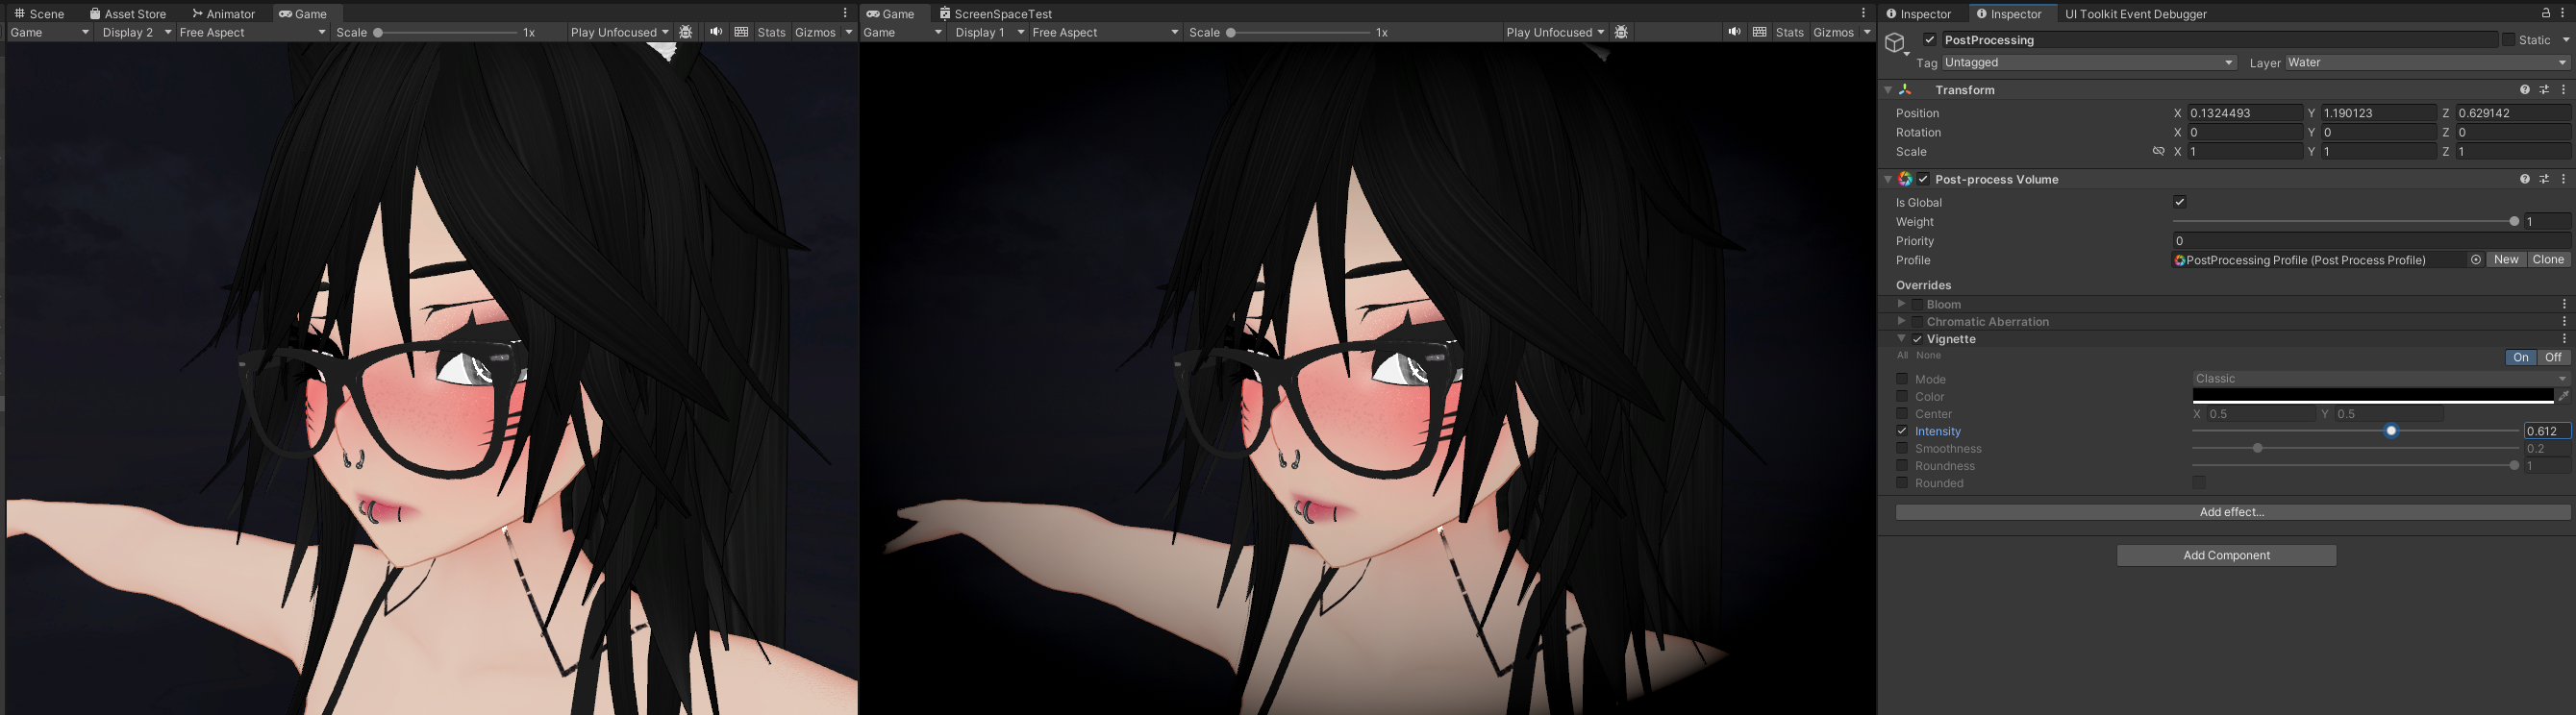 Scene Asset Store Animator Game
Game Display 2 Free Aspect Scale 1x Play Unfocused Stats Gizmos
Game ScreenSpaceTest
Game Display 1 Free Aspect Scale 1x Play Unfocused Stats Gizmos
Inspector Inspector UI Toolkit Event Debugger
PostProcessing Static
Tag Untagged Layer Water
Transform
Position X 0.1324493 Y 1.190123 Z 0.629142
Rotation X 0 Y 0 Z 0
Scale X 1 Y 1 Z 1
Post-process Volume
Is Global
Weight 1
Priority 0
Profile PostProcessing Profile (Post Process Profile) New Clone
Overrides
Bloom
Chromatic Aberration
Vignette
All None On Off
Mode Classic
Color
Center X 0.5 Y 0.5
Intensity 0.612
Smoothness 0.2
Roundness 1
Rounded
Add effect...
Add Component